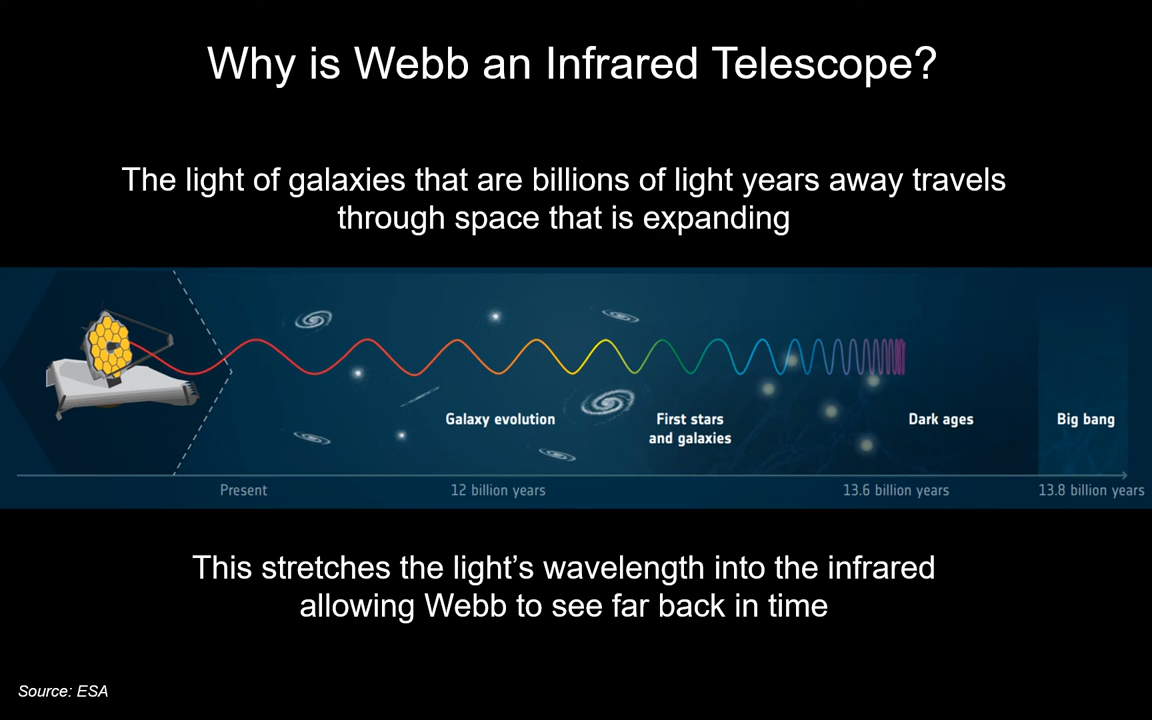 Why is Webb an Infrared Telescope?
The light of galaxies that are billions of light years away travels
through space that is expanding
Galaxy evolution
First stars
and galaxies
Dark ages
Big bang
Present
12 billion years
13.6 billion years
13.8 billion years
This stretches the light’s wavelength into the infrared
allowing Webb to see far back in time
Source: ESA